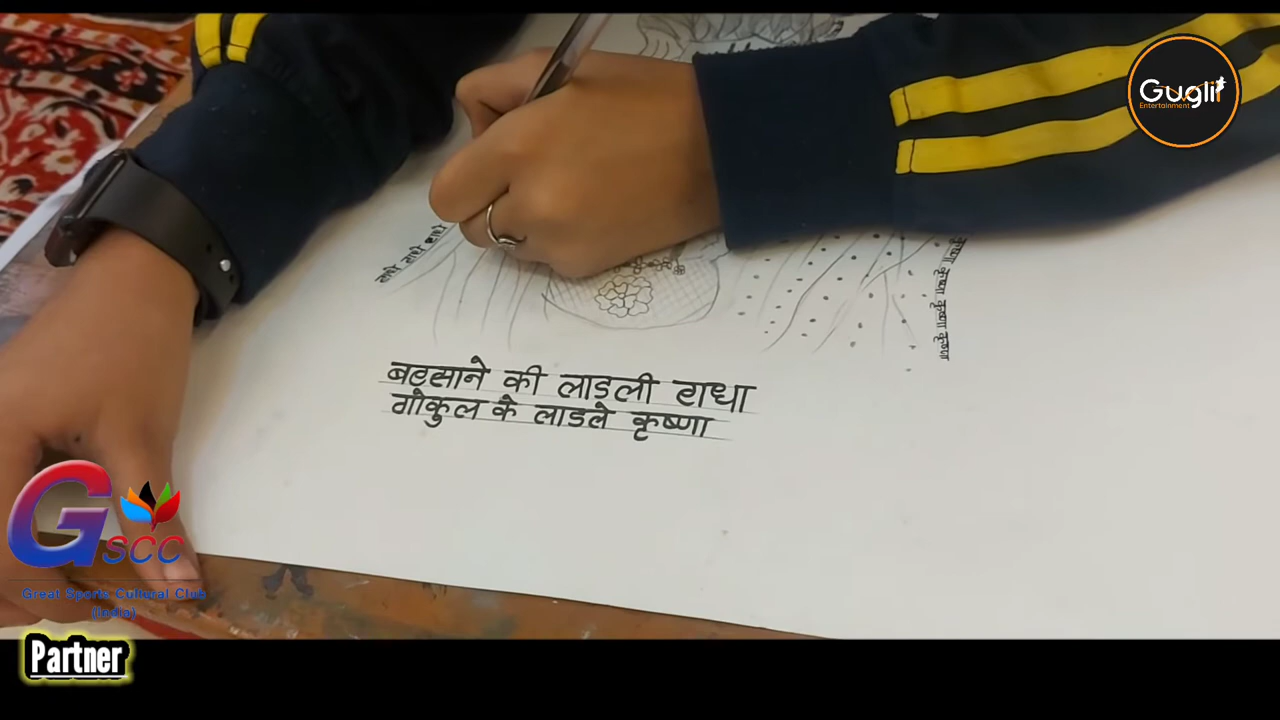 Gugli
Entertainment
राधे राधे राधे
कृष्णा कृष्णा कृष्णा कृष्णा
बरसाने की लाडली राधा
गोकुल के लाडले कृष्णा
GSCC
Great Sports Cultural Club
(India)
Partner